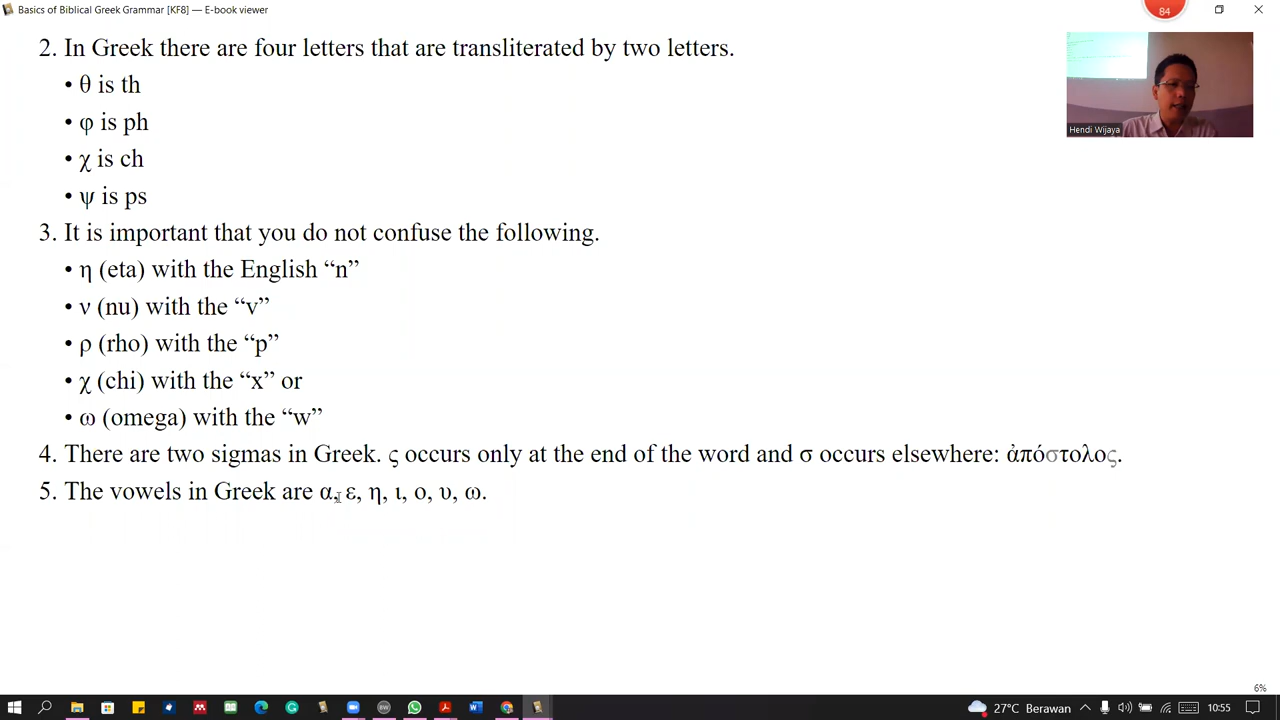 Basics of Biblical Greek Grammar [KF8] — E-book viewer
84
2. In Greek there are four letters that are transliterated by two letters.
• θ is th
• φ is ph
• χ is ch
• ψ is ps
3. It is important that you do not confuse the following.
• η (eta) with the English “n”
• ν (nu) with the “v”
• ρ (rho) with the “p”
• χ (chi) with the “x” or
• ω (omega) with the “w”
4. There are two sigmas in Greek. ς occurs only at the end of the word and σ occurs elsewhere: ἀπόστολος.
5. The vowels in Greek are α, ε, η, ι, ο, υ, ω.
Hendi Wijaya
6%
27°C Berawan
10:55